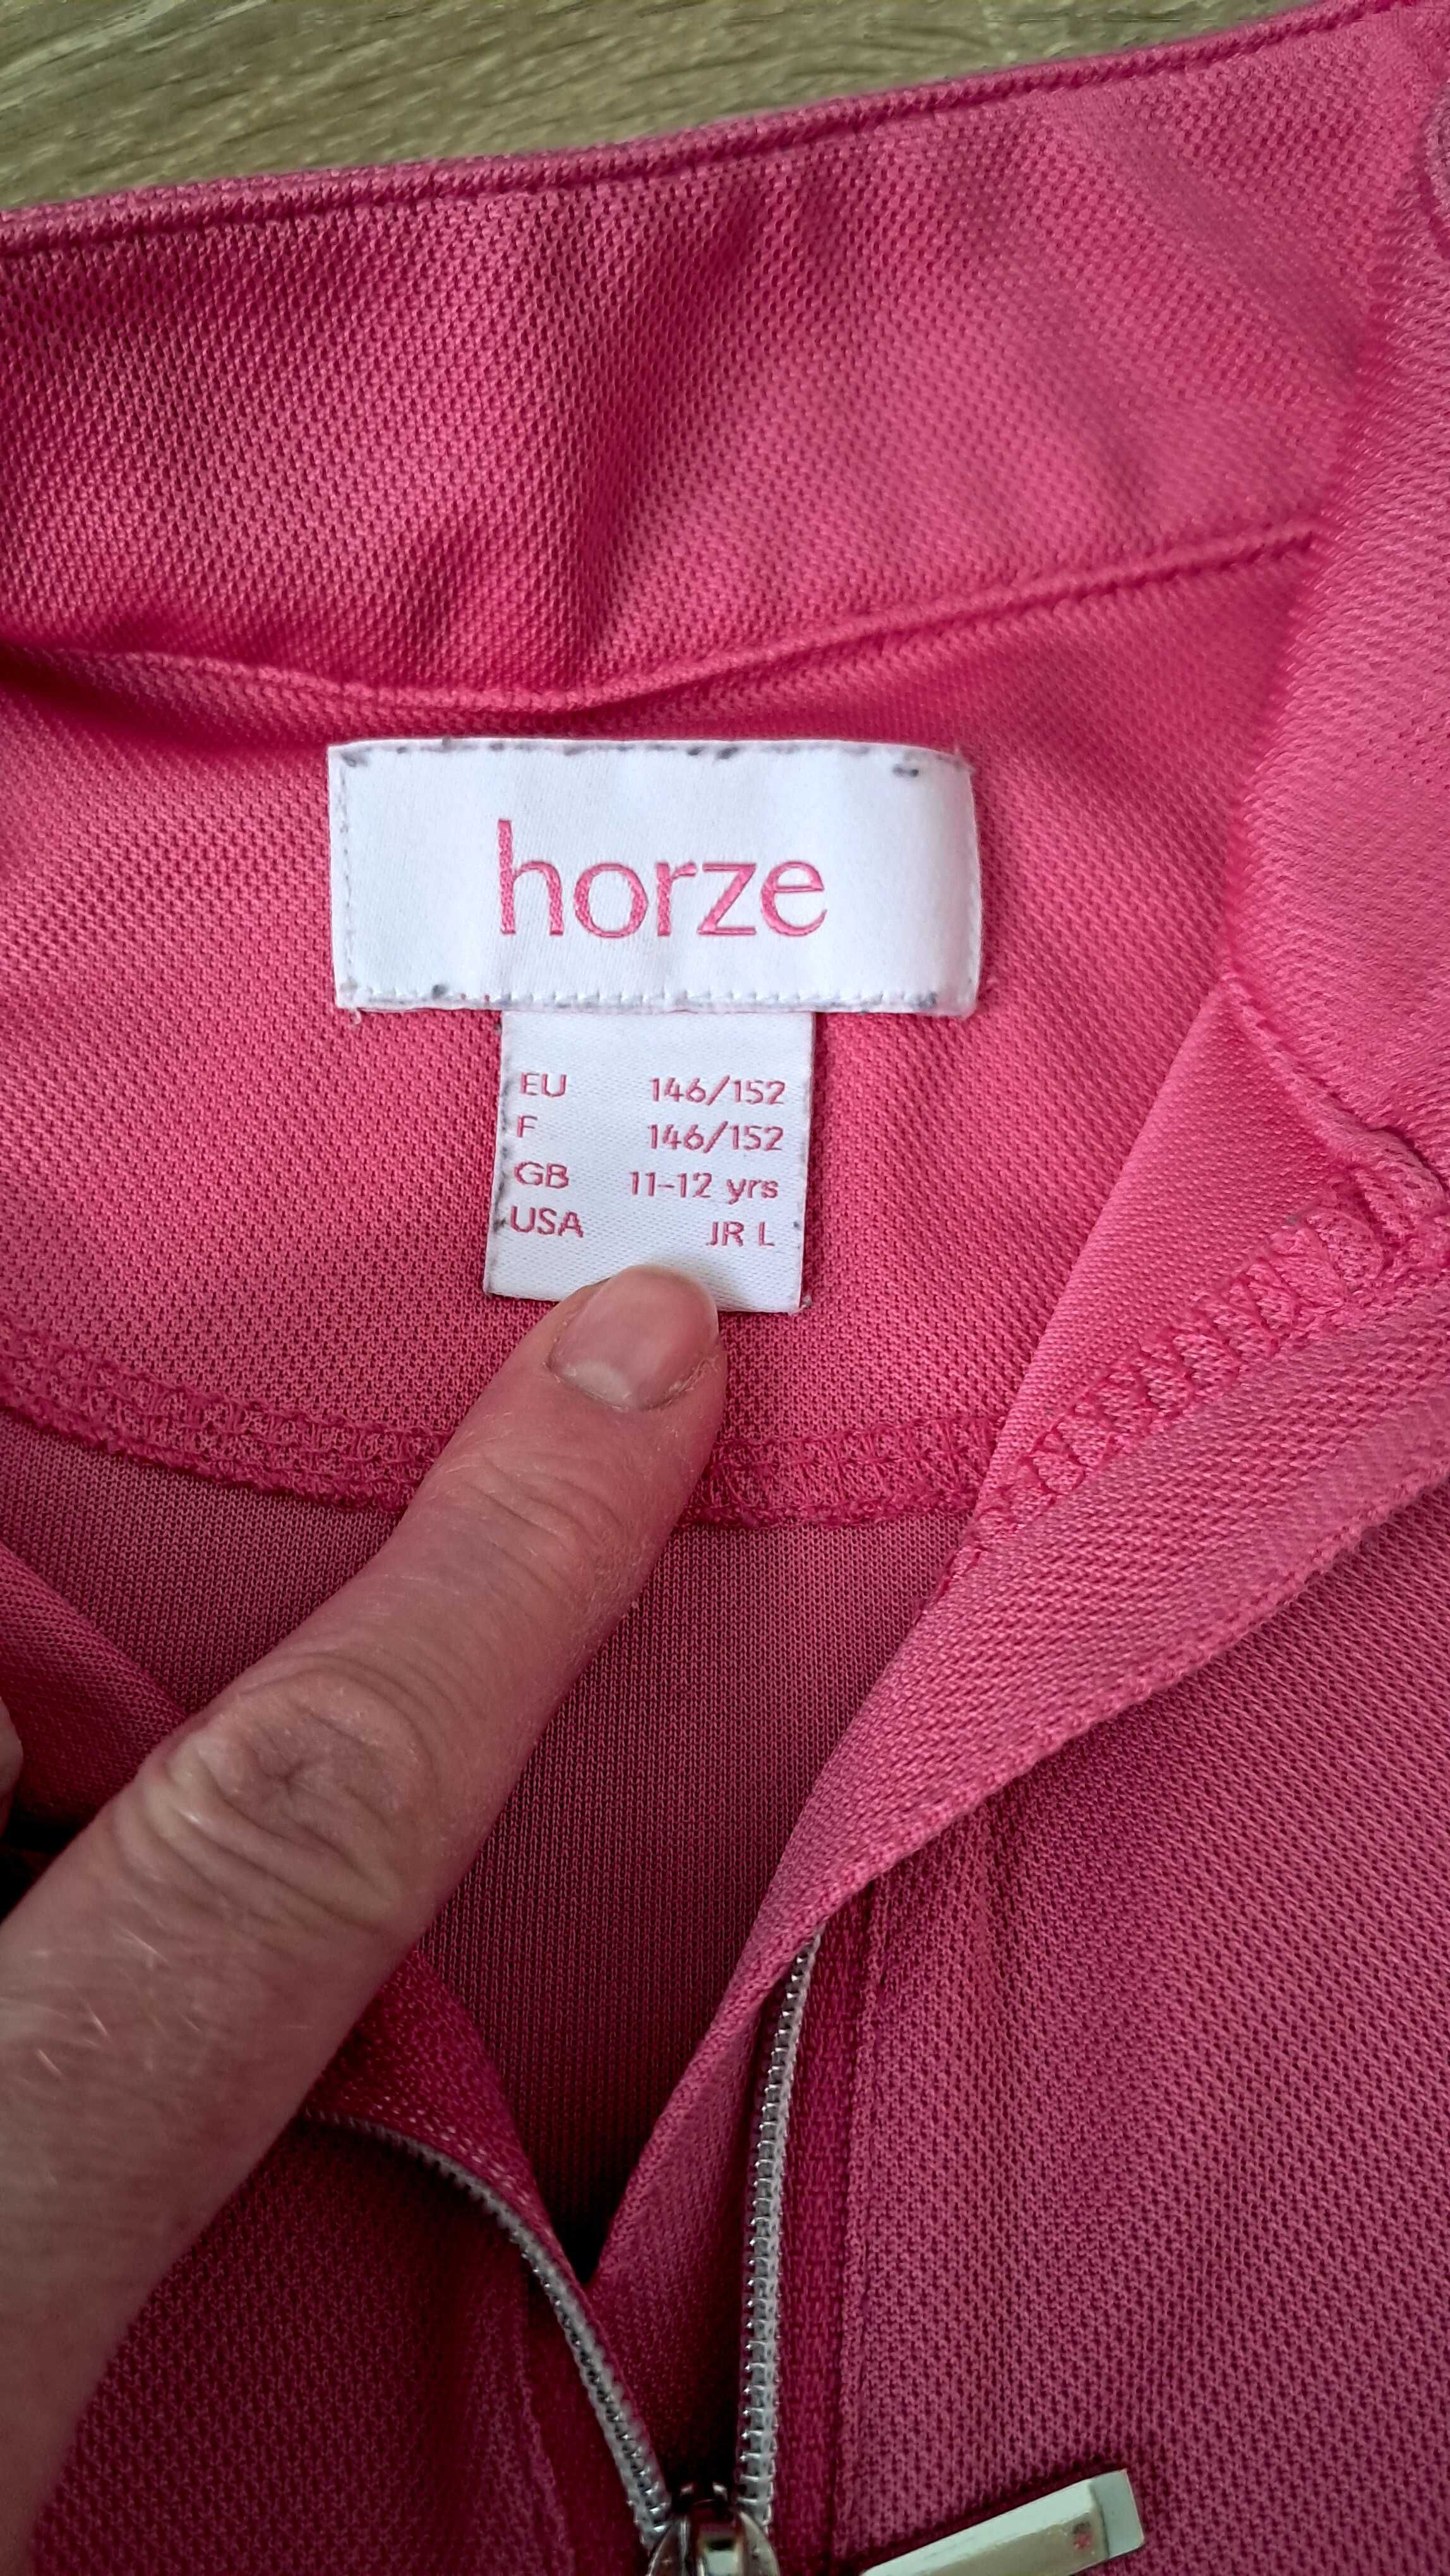 horze
EU 146/152
F 146/152
GB 11-12 yrs
USA JR L